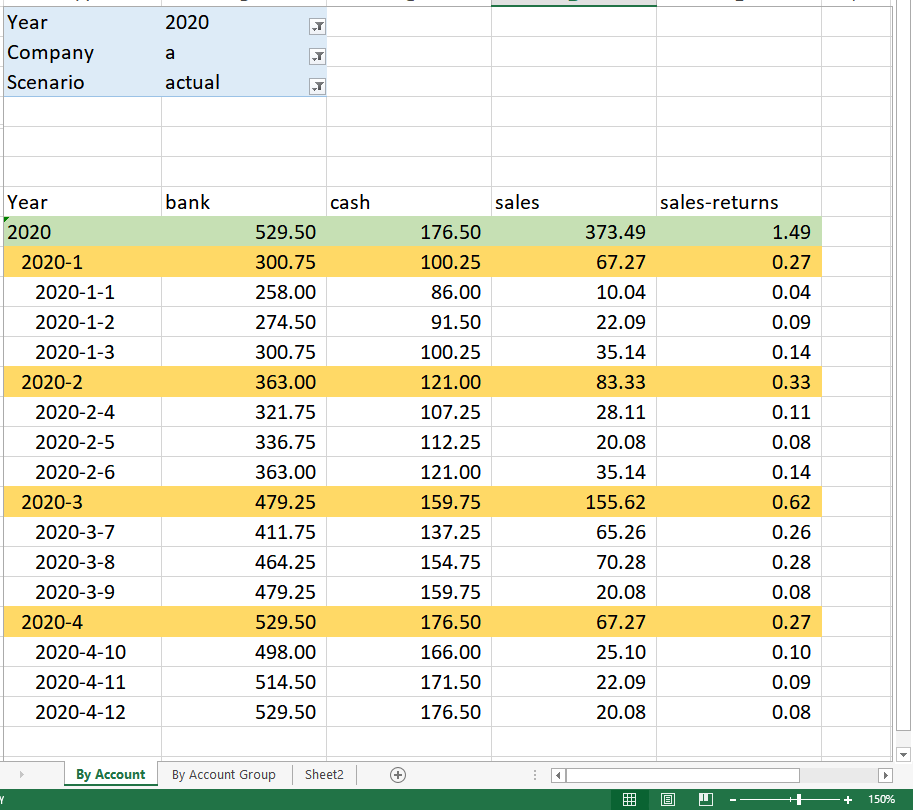 Year 2020
Company a
Scenario actual
Year bank cash sales sales-returns
2020 529.50 176.50 373.49 1.49
2020-1 300.75 100.25 67.27 0.27
2020-1-1 258.00 86.00 10.04 0.04
2020-1-2 274.50 91.50 22.09 0.09
2020-1-3 300.75 100.25 35.14 0.14
2020-2 363.00 121.00 83.33 0.33
2020-2-4 321.75 107.25 28.11 0.11
2020-2-5 336.75 112.25 20.08 0.08
2020-2-6 363.00 121.00 35.14 0.14
2020-3 479.25 159.75 155.62 0.62
2020-3-7 411.75 137.25 65.26 0.26
2020-3-8 464.25 154.75 70.28 0.28
2020-3-9 479.25 159.75 20.08 0.08
2020-4 529.50 176.50 67.27 0.27
2020-4-10 498.00 166.00 25.10 0.10
2020-4-11 514.50 171.50 22.09 0.09
2020-4-12 529.50 176.50 20.08 0.08
By Account By Account Group Sheet2
150%